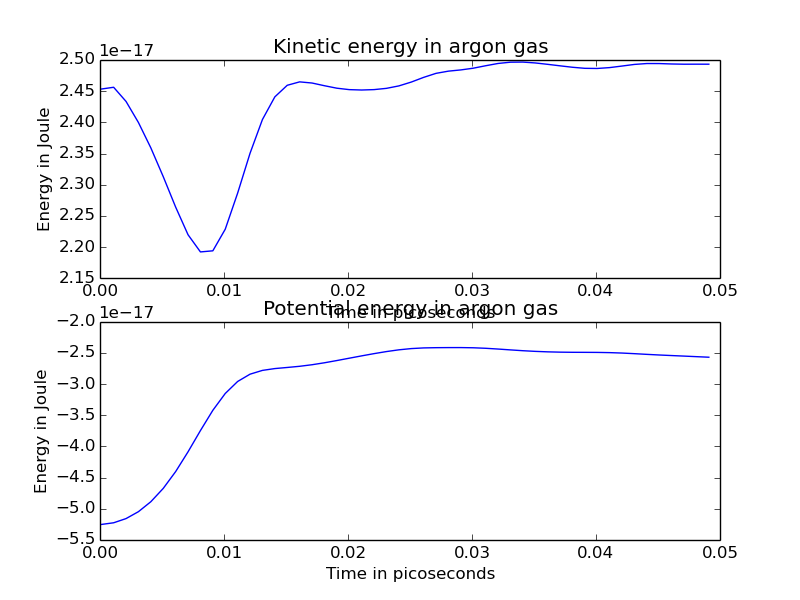 1e−17
Kinetic energy in argon gas
2.50
2.45
2.40
2.35
2.30
2.25
2.20
2.15
Energy in Joule
0.00 0.01 0.02 0.03 0.04 0.05
Time in picoseconds
1e−17
Potential energy in argon gas
−2.0
−2.5
−3.0
−3.5
−4.0
−4.5
−5.0
−5.5
Energy in Joule
0.00 0.01 0.02 0.03 0.04 0.05
Time in picoseconds